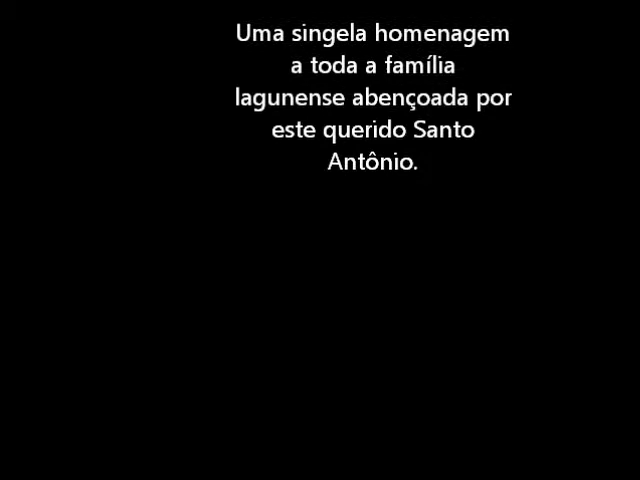 Uma singela homenagem
a toda a família
lagunense abençoada por
este querido Santo
Antônio.